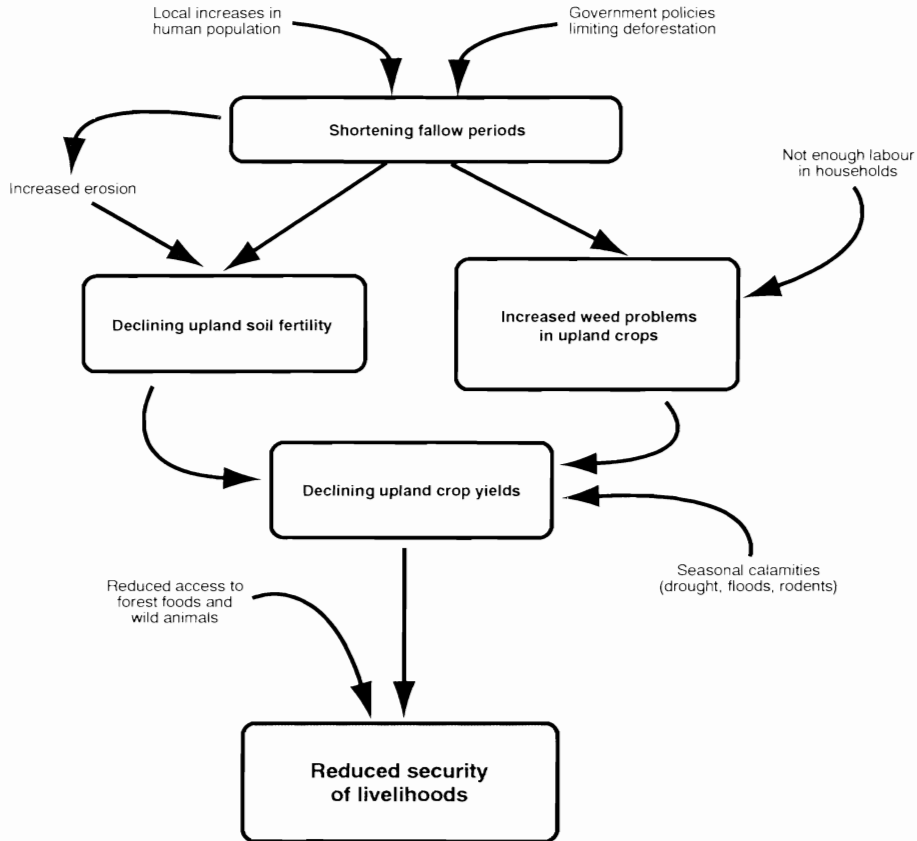 Local increases in
human population
Government policies
limiting deforestation
Shortening fallow periods
Not enough labour
in households
Increased erosion
Declining upland soil fertility
Increased weed problems
in upland crops
Declining upland crop yields
Seasonal calamities
(drought, floods, rodents)
Reduced access to
forest foods and
wild animals
Reduced security
of livelihoods